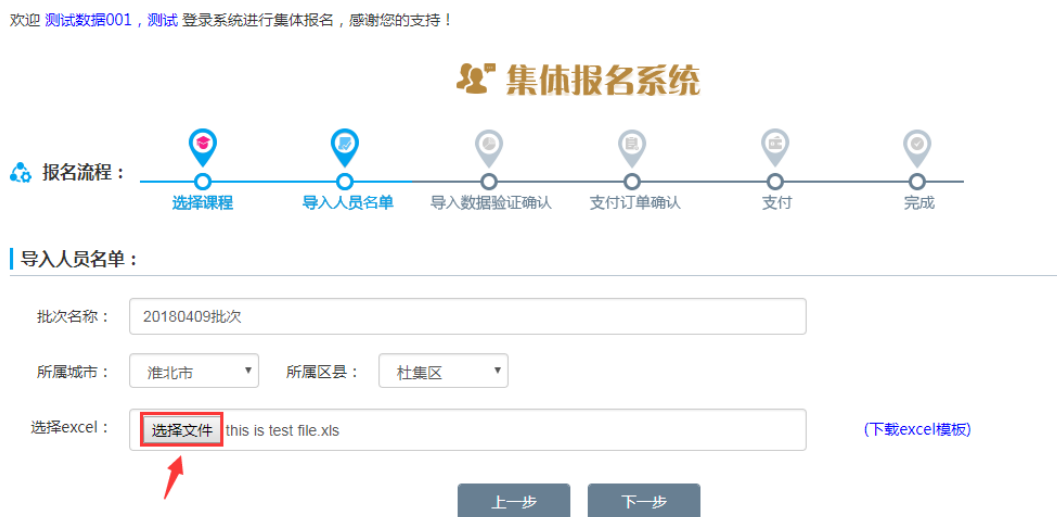 欢迎 测试数据001，测试 登录系统进行集体报名，感谢您的支持！
集体报名系统
报名流程：
选择课程 导入人员名单 导入数据验证确认 支付订单确认 支付 完成
导入人员名单：
批次名称： 20180409批次
所属城市： 淮北市 所属区县： 杜集区
选择excel： 选择文件 this is test file.xls (下载excel模板)
上一步 下一步